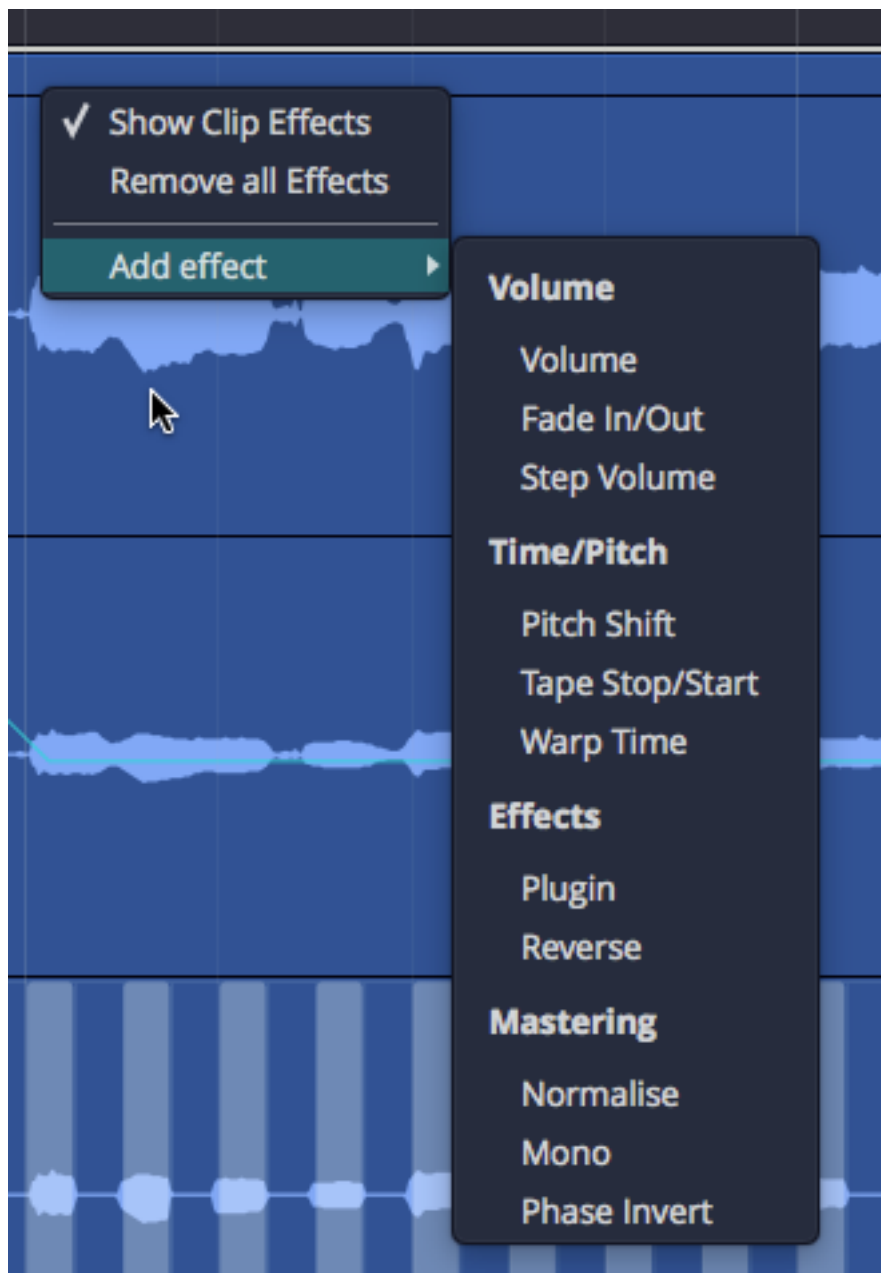 Show Clip Effects
Remove all Effects
Add effect
Volume
Volume
Fade In/Out
Step Volume
Time/Pitch
Pitch Shift
Tape Stop/Start
Warp Time
Effects
Plugin
Reverse
Mastering
Normalise
Mono
Phase Invert